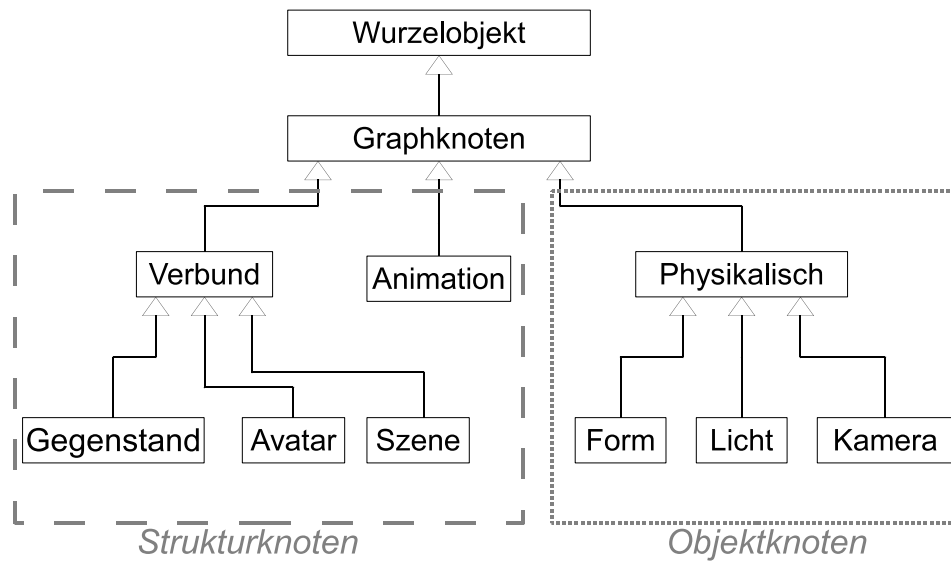 Wurzelobjekt
Graphknoten
Verbund
Animation
Physikalisch
Gegenstand
Avatar
Szene
Form
Licht
Kamera
Strukturknoten
Objektknoten